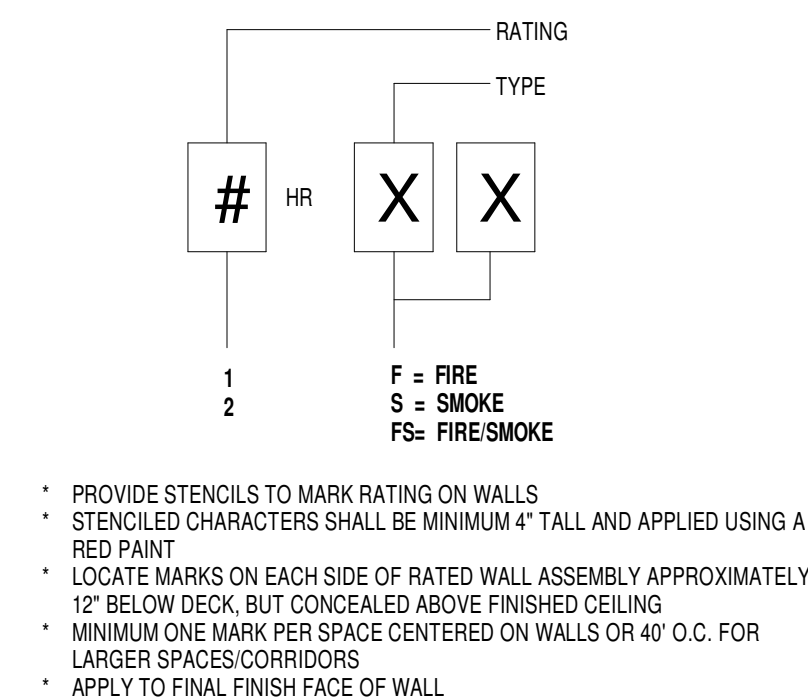 RATING
TYPE
# HR X X
1
2
F = FIRE
S = SMOKE
FS= FIRE/SMOKE
* PROVIDE STENCILS TO MARK RATING ON WALLS
* STENCILED CHARACTERS SHALL BE MINIMUM 4" TALL AND APPLIED USING A
RED PAINT
* LOCATE MARKS ON EACH SIDE OF RATED WALL ASSEMBLY APPROXIMATELY
12" BELOW DECK, BUT CONCEALED ABOVE FINISHED CEILING
* MINIMUM ONE MARK PER SPACE CENTERED ON WALLS OR 40' O.C. FOR
LARGER SPACES/CORRIDORS
* APPLY TO FINAL FINISH FACE OF WALL